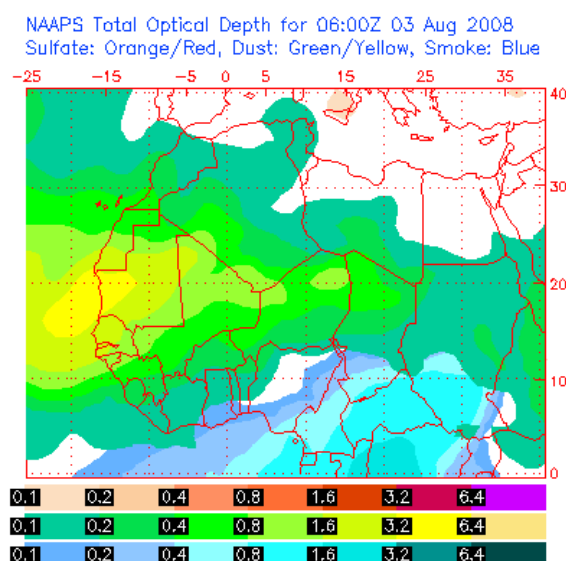 NAAPS Total Optical Depth for 06:00Z 03 Aug 2008
Sulfate: Orange/Red, Dust: Green/Yellow, Smoke: Blue
-25 -15 -5 0 5 15 25 35
40
30
20
10
0
0.1 0.2 0.4 0.8 1.6 3.2 6.4
0.1 0.2 0.4 0.8 1.6 3.2 6.4
0.1 0.2 0.4 0.8 1.6 3.2 6.4